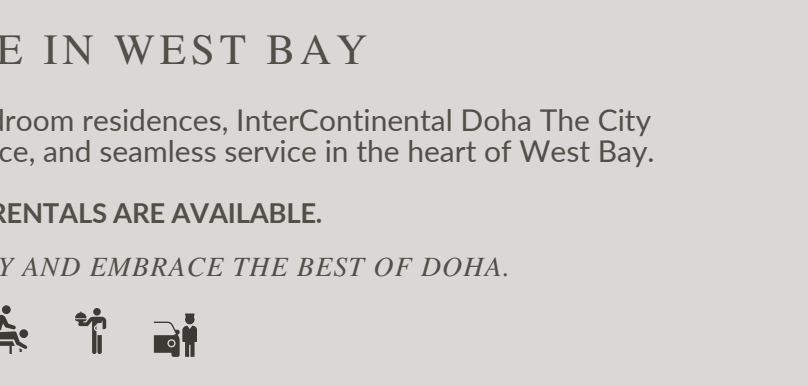 E IN WEST BAY
droom residences, InterContinental Doha The City
ce, and seamless service in the heart of West Bay.
RENTALS ARE AVAILABLE.
Y AND EMBRACE THE BEST OF DOHA.